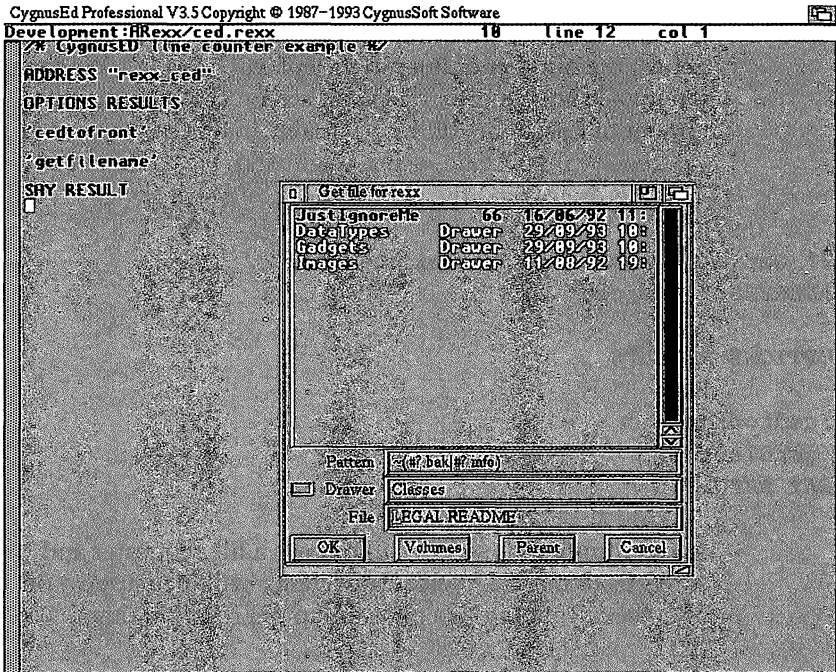 CygnusEd Professional V3.5 Copyright © 1987-1993 CygnusSoft Software
Development:ARexx/ced.rexx 10 line 12 col 1
/* CygnusED line counter example */
ADDRESS "rexx_ced"
OPTIONS RESULTS
'cedtofront'
'getfilename'
SAY RESULT
Get file for rexx
JustIgnoreMe 66 16/06/92 11:
DataTypes Drawer 29/09/93 10:
Gadgets Drawer 29/09/93 10:
Images Drawer 11/08/92 19:
Pattern ~(#?.bak|#?.info)
Drawer Classes
File LEGAL.README
OK Volumes Parent Cancel